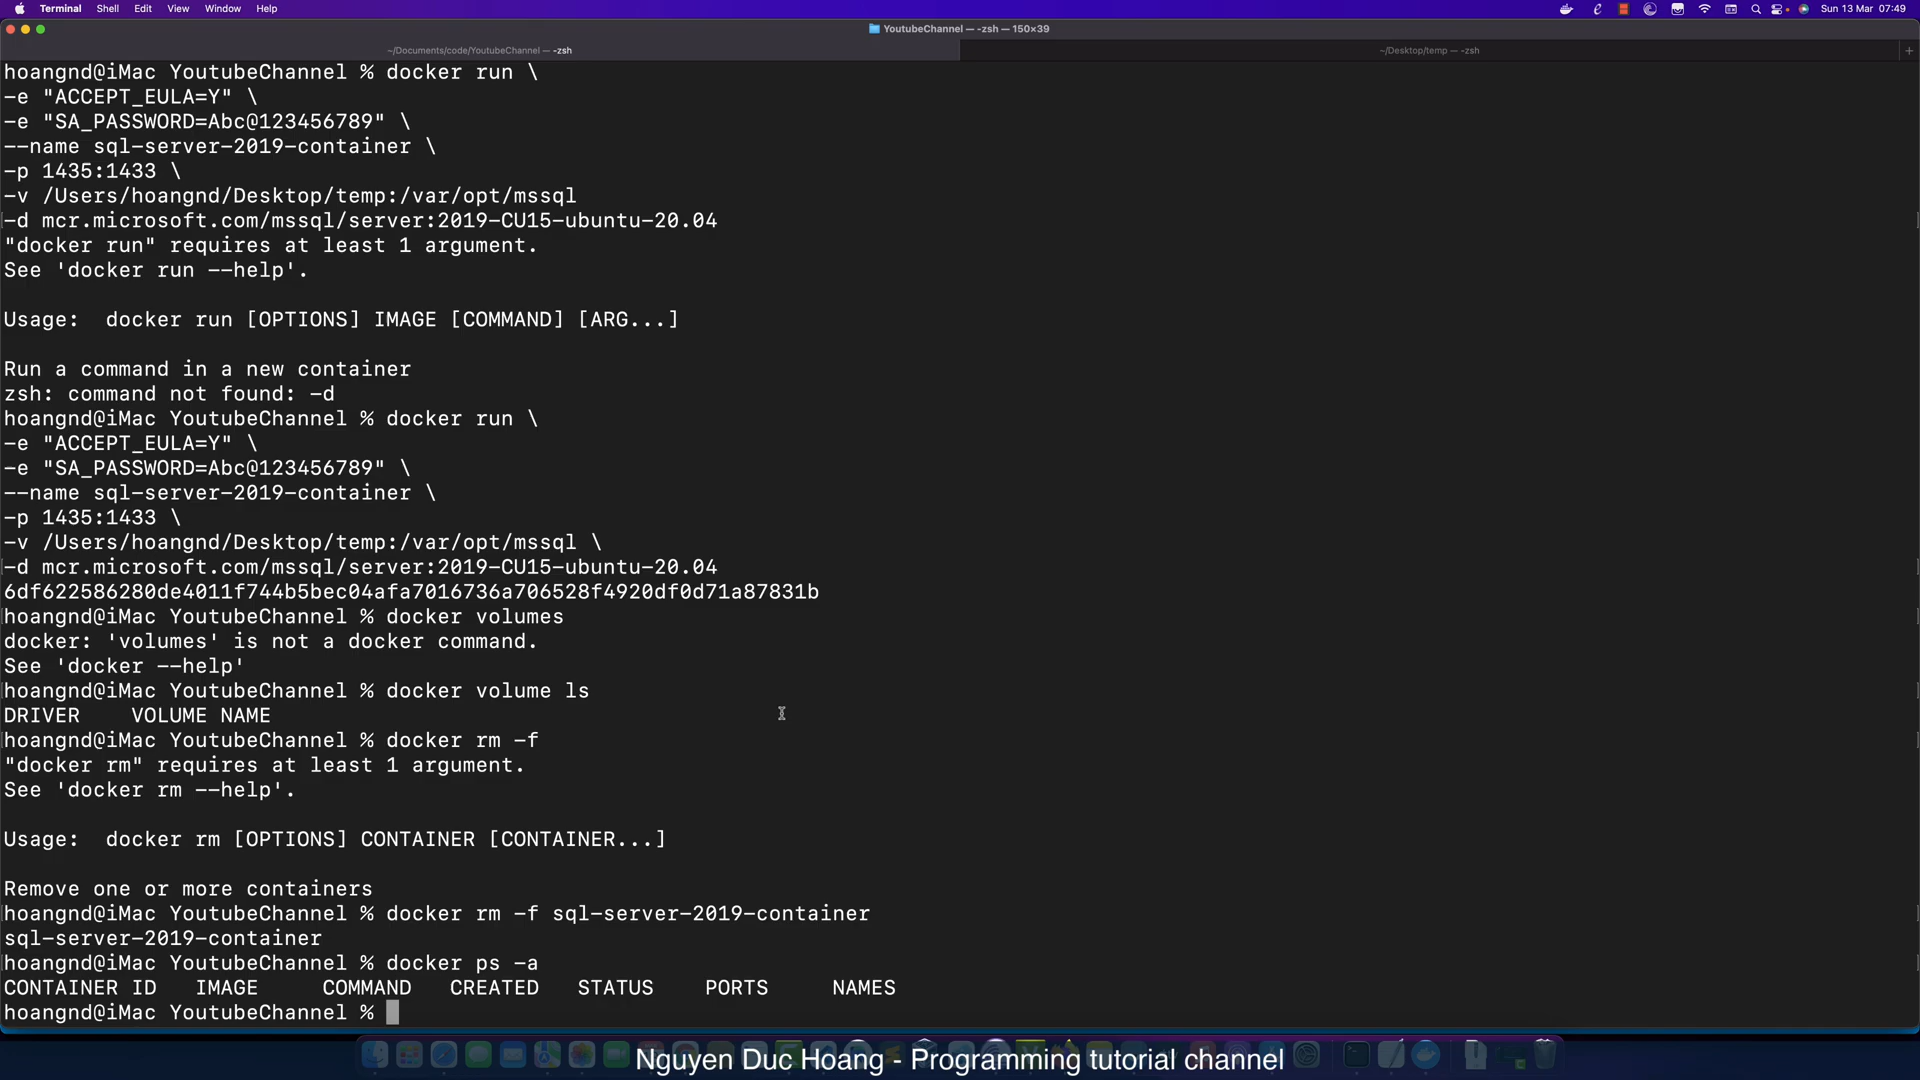 Terminal Shell Edit View Window Help Sun 13 Mar 07:49
YoutubeChannel — -zsh — 150×39
~/Documents/code/YoutubeChannel — -zsh ~/Desktop/temp — -zsh +
hoangnd@iMac YoutubeChannel % docker run \
-e "ACCEPT_EULA=Y" \
-e "SA_PASSWORD=Abc@123456789" \
--name sql-server-2019-container \
-p 1435:1433 \
-v /Users/hoangnd/Desktop/temp:/var/opt/mssql
-d mcr.microsoft.com/mssql/server:2019-CU15-ubuntu-20.04
"docker run" requires at least 1 argument.
See 'docker run --help'.
Usage:  docker run [OPTIONS] IMAGE [COMMAND] [ARG...]
Run a command in a new container
zsh: command not found: -d
hoangnd@iMac YoutubeChannel % docker run \
-e "ACCEPT_EULA=Y" \
-e "SA_PASSWORD=Abc@123456789" \
--name sql-server-2019-container \
-p 1435:1433 \
-v /Users/hoangnd/Desktop/temp:/var/opt/mssql \
-d mcr.microsoft.com/mssql/server:2019-CU15-ubuntu-20.04
6df622586280de4011f744b5bec04afa7016736a706528f4920df0d71a87831b
hoangnd@iMac YoutubeChannel % docker volumes
docker: 'volumes' is not a docker command.
See 'docker --help'
hoangnd@iMac YoutubeChannel % docker volume ls
DRIVER    VOLUME NAME
hoangnd@iMac YoutubeChannel % docker rm -f
"docker rm" requires at least 1 argument.
See 'docker rm --help'.
Usage:  docker rm [OPTIONS] CONTAINER [CONTAINER...]
Remove one or more containers
hoangnd@iMac YoutubeChannel % docker rm -f sql-server-2019-container
sql-server-2019-container
hoangnd@iMac YoutubeChannel % docker ps -a
CONTAINER ID   IMAGE     COMMAND   CREATED   STATUS    PORTS     NAMES
hoangnd@iMac YoutubeChannel %
Nguyen Duc Hoang - Programming tutorial channel